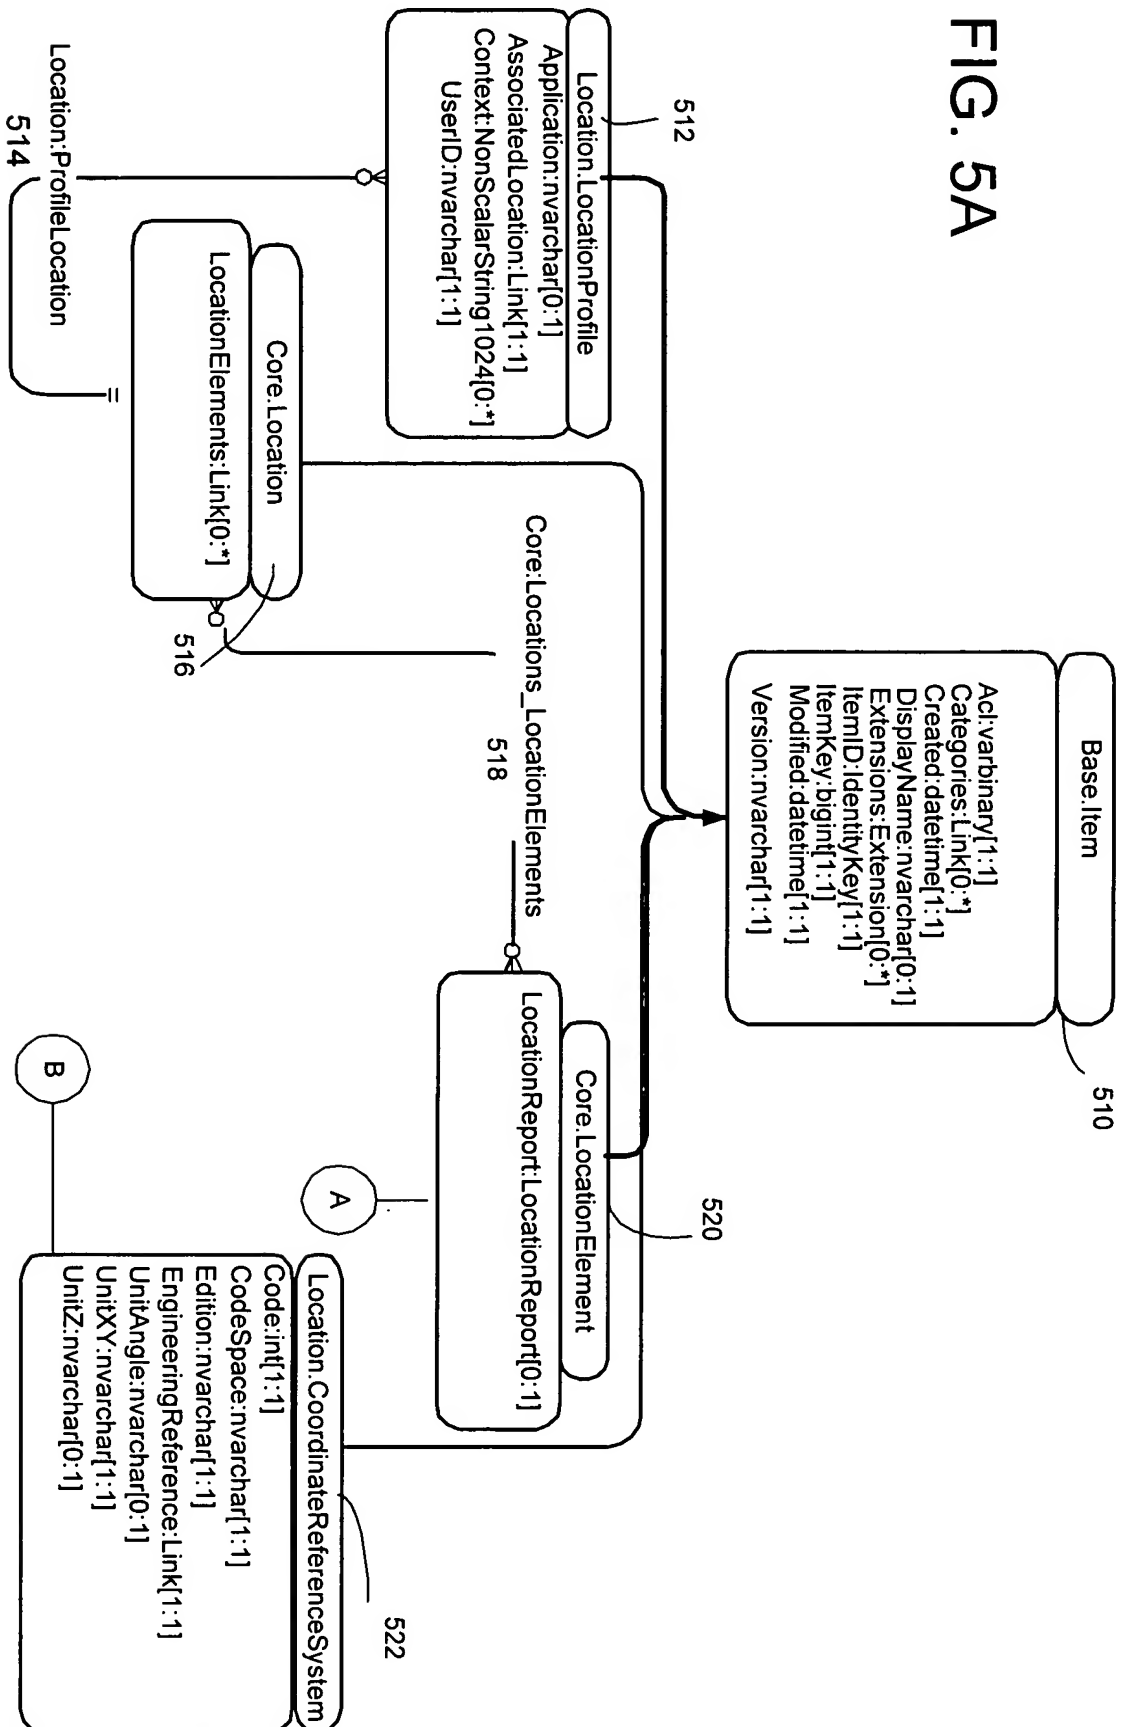 FIG. 5A
Base.Item
Acl:varbinary[1:1]
Categories:Link[0:*]
Created:datetime[1:1]
DisplayName:nvarchar[0:1]
Extensions:Extension[0:*]
ItemID:IdentityKey[1:1]
ItemKey:bigint[1:1]
Modified:datetime[1:1]
Version:nvarchar[1:1]
510
512
Location.LocationProfile
Application:nvarchar[0:1]
AssociatedLocation:Link[1:1]
Context:NonScalarString1024[0:*]
UserID:nvarchar[1:1]
Location:ProfileLocation
514
Core.Location
LocationElements:Link[0:*]
516
Core:Locations_LocationElements
518
520
Core.LocationElement
LocationReport:LocationReport[0:1]
A
B
Location.CoordinateReferenceSystem
Code:int[1:1]
CodeSpace:nvarchar[1:1]
Edition:nvarchar[1:1]
EngineeringReference:Link[1:1]
UnitAngle:nvarchar[0:1]
UnitXY:nvarchar[1:1]
UnitZ:nvarchar[0:1]
522